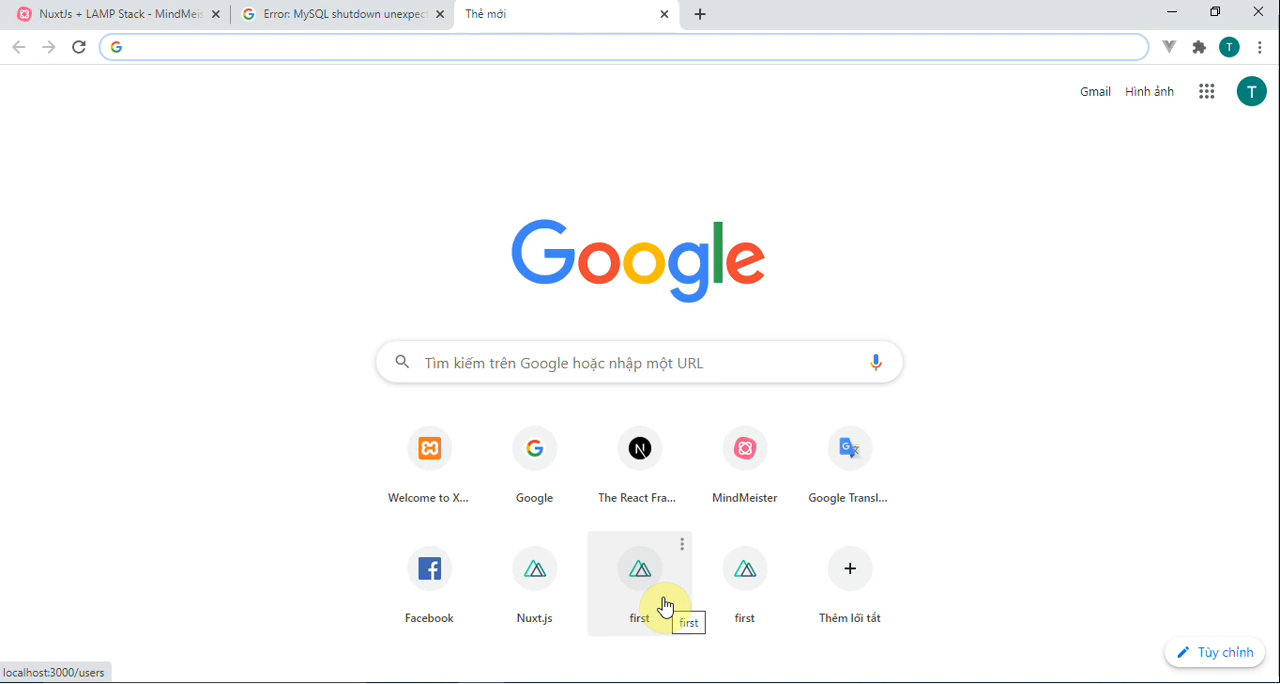 NuxtJs + LAMP Stack - MindMeis
Error: MySQL shutdown unexpect
Thẻ mới
T
Gmail
Hình ảnh
T
Google
Tìm kiếm trên Google hoặc nhập một URL
Welcome to X...
Google
The React Fra...
MindMeister
Google Transl...
Facebook
Nuxt.js
first
first
first
Thêm lối tắt
Tùy chỉnh
localhost:3000/users